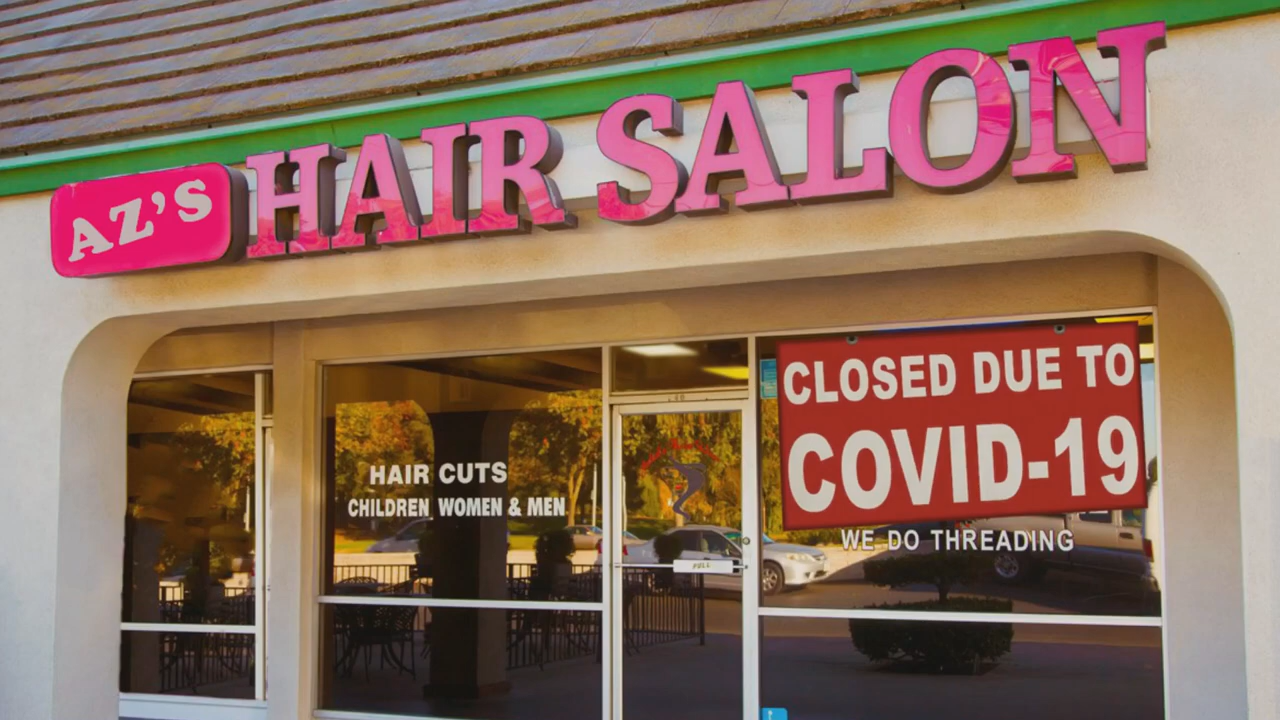 AZ'S HAIR SALON
CLOSED DUE TO
COVID-19
HAIR CUTS
CHILDREN WOMEN & MEN
WE DO THREADING
PULL